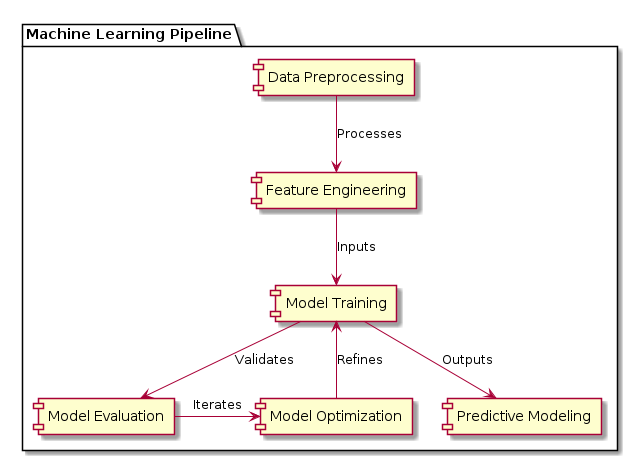 Machine Learning Pipeline
Data Preprocessing
Processes
Feature Engineering
Inputs
Model Training
Validates
Refines
Outputs
Model Evaluation
Iterates
Model Optimization
Predictive Modeling